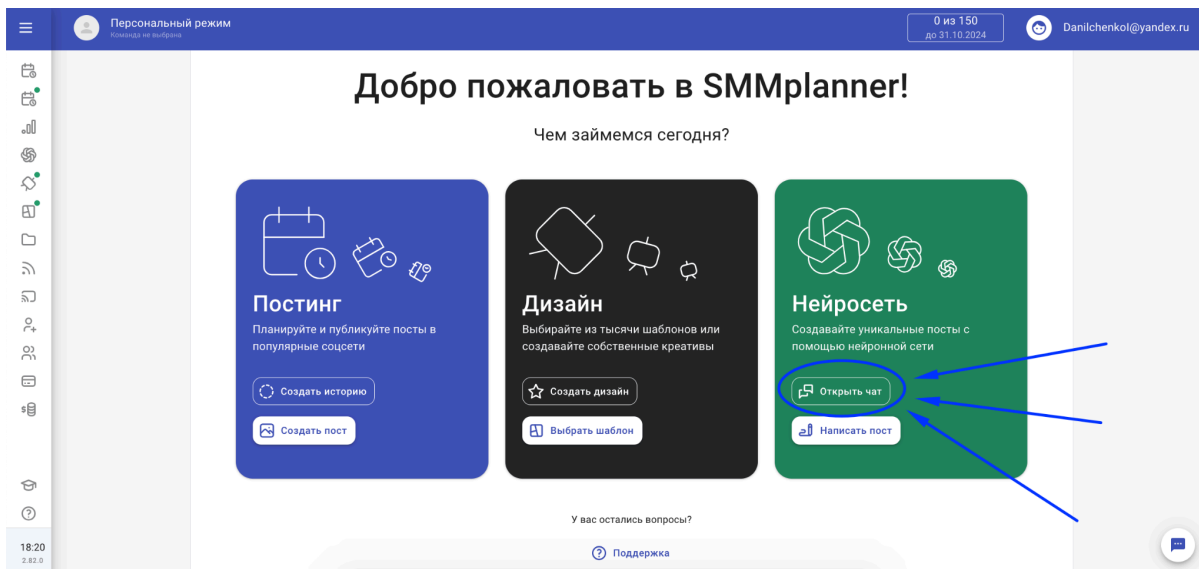 Персональный режим
Команда не выбрана
0 из 150
до 31.10.2024
DanilchenkoI@yandex.ru
Добро пожаловать в SMMplanner!
Чем займемся сегодня?
Постинг
Планируйте и публикуйте посты в
популярные соцсети
Создать историю
Создать пост
Дизайн
Выбирайте из тысячи шаблонов или
создавайте собственные креативы
Создать дизайн
Выбрать шаблон
Нейросеть
Создавайте уникальные посты с
помощью нейронной сети
Открыть чат
Написать пост
У вас остались вопросы?
Поддержка
18:20
2.82.0